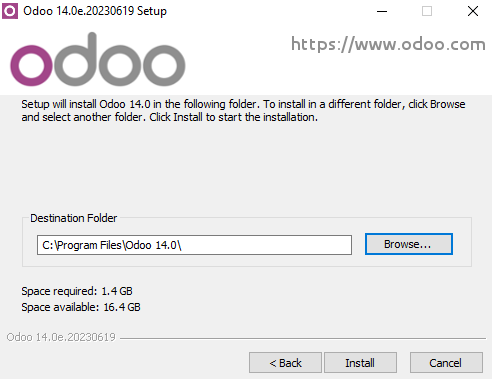 Odoo 14.0e.20230619 Setup
odoo
https://www.odoo.com
Setup will install Odoo 14.0 in the following folder. To install in a different folder, click Browse
and select another folder. Click Install to start the installation.
Destination Folder
C:\Program Files\Odoo 14.0\
Browse...
Space required: 1.4 GB
Space available: 16.4 GB
Odoo 14.0e.20230619
< Back
Install
Cancel